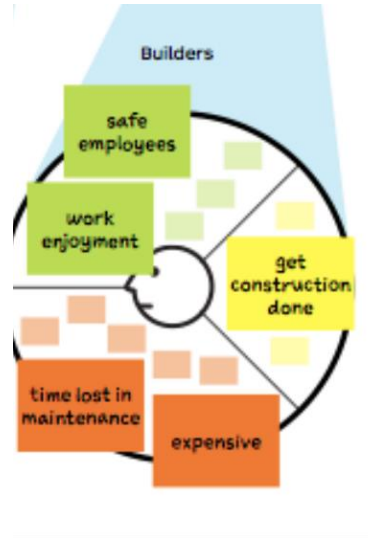 Builders
safe
employees
work
enjoyment
get
construction
done
time lost in
maintenance
expensive